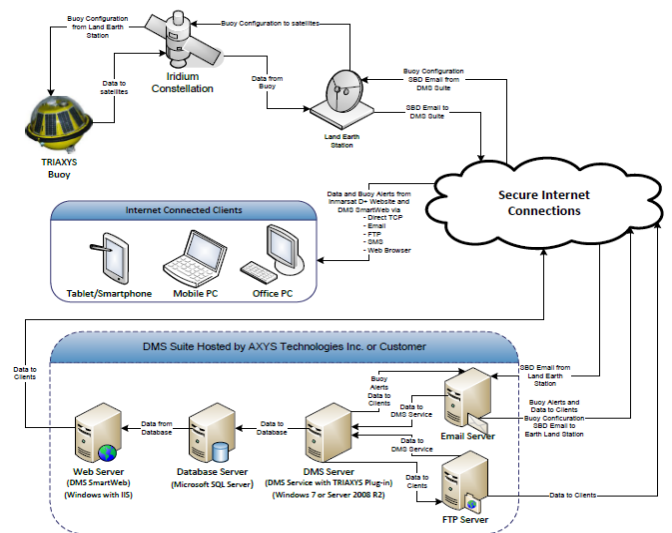 Buoy Configuration
from Land Earth
Station
Buoy Configuration to satellites
Iridium
Constellation
Data to
satellites
Data from
Buoy
TRIAXYS
Buoy
Land Earth
Station
Buoy Configuration
SBD Email from
DMS Suite
SBD Email to
DMS Suite
Secure Internet
Connections
Data and Buoy Alerts from
Inmarsat D+ Website and
DMS SmartWeb via
- Direct TCP
- Email
- FTP
- SMS
- Web Browser
Internet Connected Clients
Tablet/Smartphone
Mobile PC
Office PC
DMS Suite Hosted by AXYS Technologies Inc. or Customer
Data to
Clients
Buoy
Alerts
Data to
Clients
SBD Email from
Land Earth
Station
Data to
DMS Service
Email Server
Buoy Alerts and
Data to Clients
Buoy Configuration
SBD Email to
Earth Land Station
Data from
Database
Data to
Database
Data to
DMS Service
Data to
Clients
Web Server
(DMS SmartWeb)
(Windows with IIS)
Database Server
(Microsoft SQL Server)
DMS Server
(DMS Service with TRIAXYS Plug-in)
(Windows 7 or Server 2008 R2)
FTP Server
Data to Clients